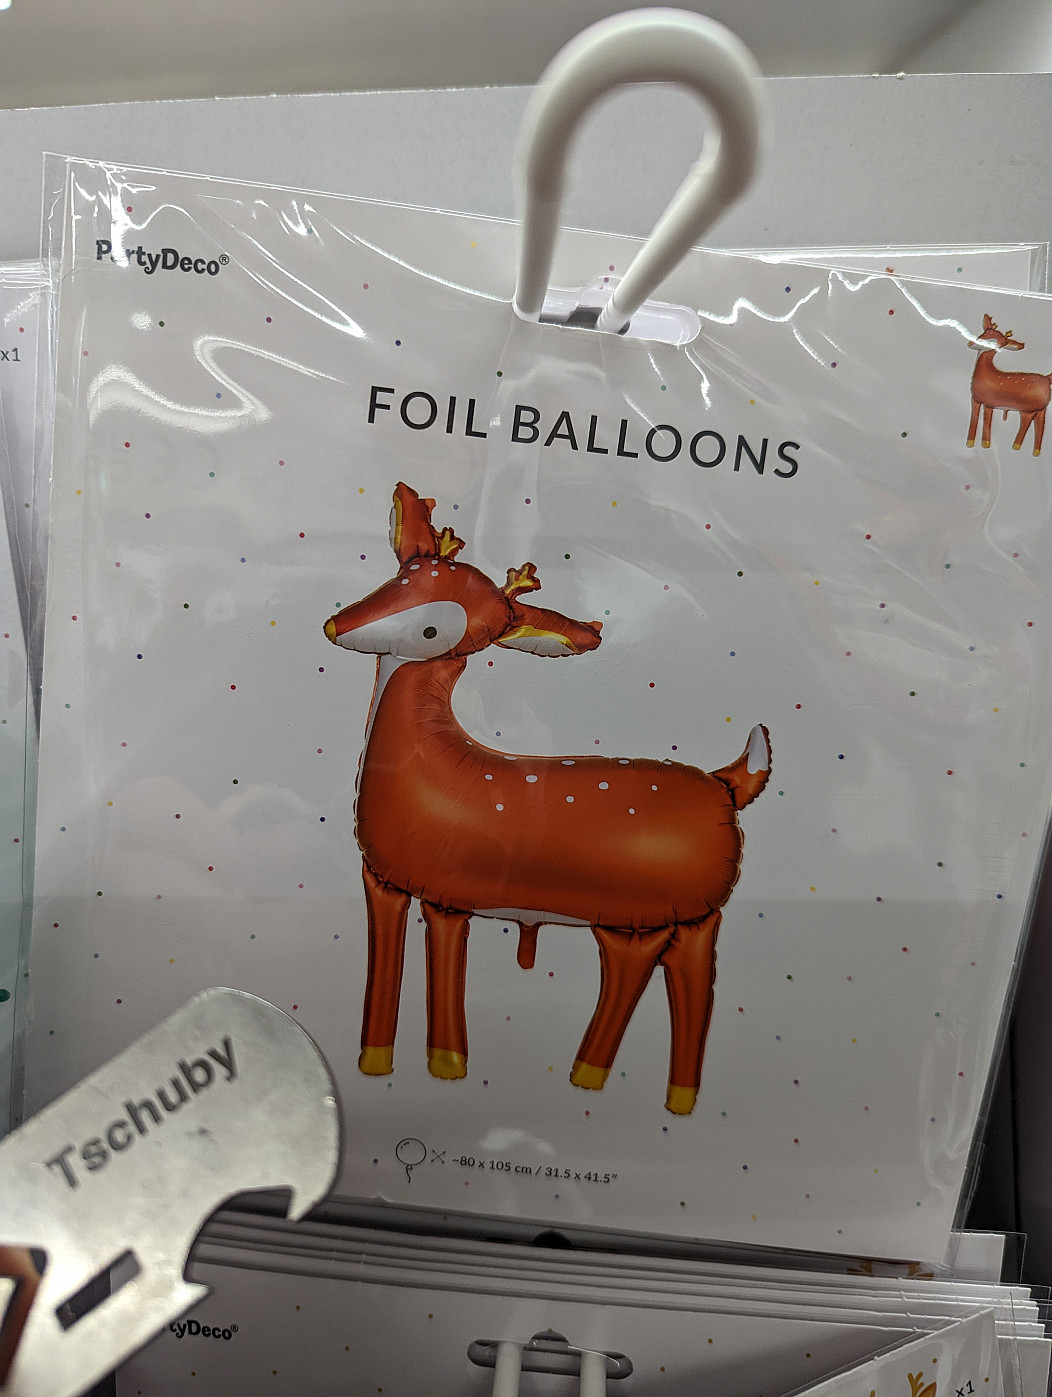 x1
PartyDeco®
FOIL BALLOONS
~80 x 105 cm / 31.5 x 41.5"
Tschuby
tyDeco®
x1